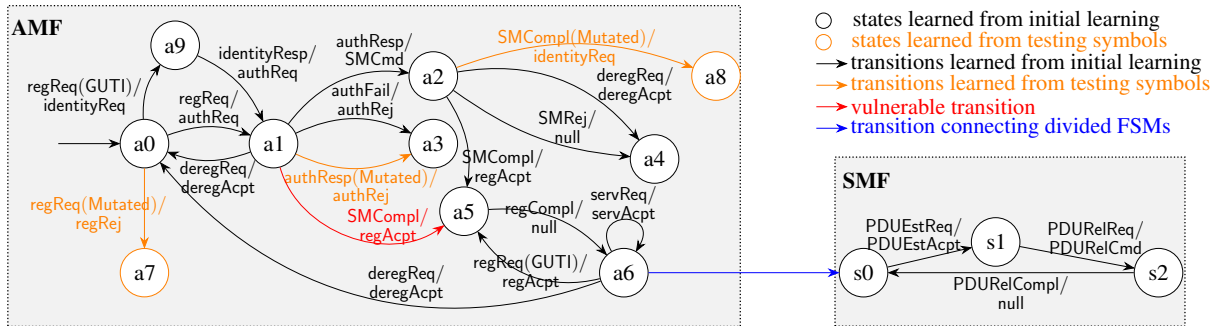 AMF
a9
regReq(GUTI)/
identityReq
identityResp/
authReq
regReq/
authReq
a0
a1
deregReq/
deregAcpt
authResp/
SMCmd
authFail/
authRej
a2
a3
SMCompl(Mutated)/
identityReq
a8
deregReq/
deregAcpt
SMRej/
null
a4
authResp(Mutated)/
authRej
SMCompl/
regAcpt
SMCompl/
regAcpt
regReq(Mutated)/
regRej
a7
a5
regCompl/
null
servReq/
servAcpt
regReq(GUTI)/
regAcpt
a6
deregReq/
deregAcpt
states learned from initial learning
states learned from testing symbols
transitions learned from initial learning
transitions learned from testing symbols
vulnerable transition
transition connecting divided FSMs
SMF
PDUEstReq/
PDUEstAcpt
s1
PDURelReq/
PDURelCmd
s0
s2
PDURelCompl/
null